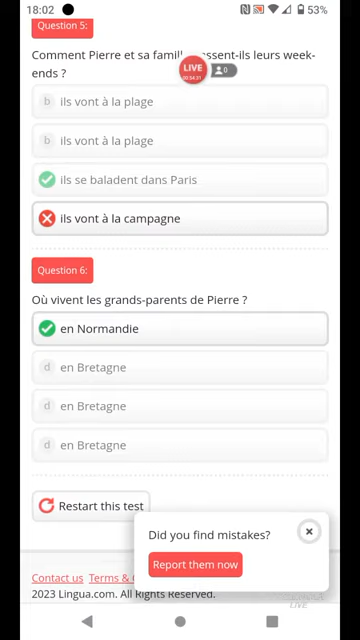 18:02
53%
Question 5:
Comment Pierre et sa famil
ssent-ils leurs week-
ends ?
LIVE
0
b ils vont à la plage
b ils vont à la plage
ils se baladent dans Paris
ils vont à la campagne
Question 6:
Où vivent les grands-parents de Pierre ?
en Normandie
d en Bretagne
d en Bretagne
d en Bretagne
Restart this test
Did you find mistakes?
Report them now
Contact us Terms &
2023 Lingua.com. All Rights Reserved.
LIVE